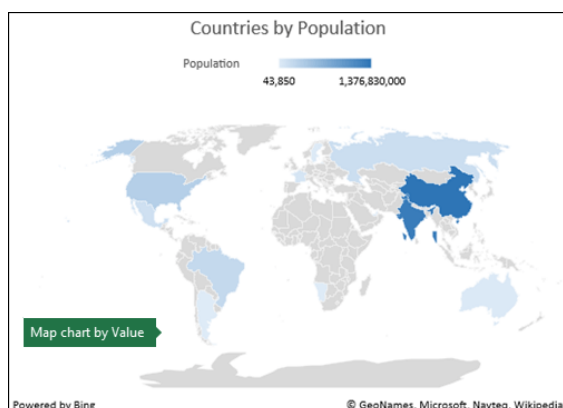 Countries by Population
Population
43,850 1,376,830,000
Map chart by Value
Powered by Bing
© GeoNames, Microsoft, Navteq, Wikipedia